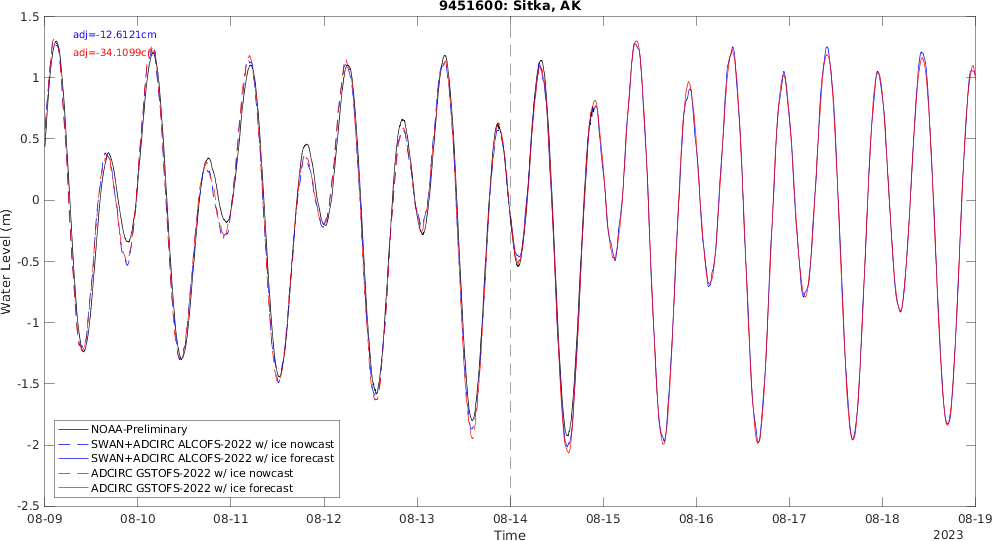 9451600: Sitka, AK
adj=-12.6121cm
adj=-34.1099cm
Water Level (m)
1.5
1
0.5
0
-0.5
-1
-1.5
-2
-2.5
NOAA-Preliminary
SWAN+ADCIRC ALCOFS-2022 w/ ice nowcast
SWAN+ADCIRC ALCOFS-2022 w/ ice forecast
ADCIRC GSTOFS-2022 w/ ice nowcast
ADCIRC GSTOFS-2022 w/ ice forecast
08-09 08-10 08-11 08-12 08-13 08-14 08-15 08-16 08-17 08-18 08-19
Time
2023